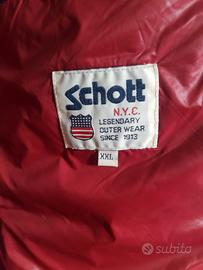 Schott
N.Y.C.
LEGENDARY
OUTER WEAR
SINCE 1913
XXL
subito